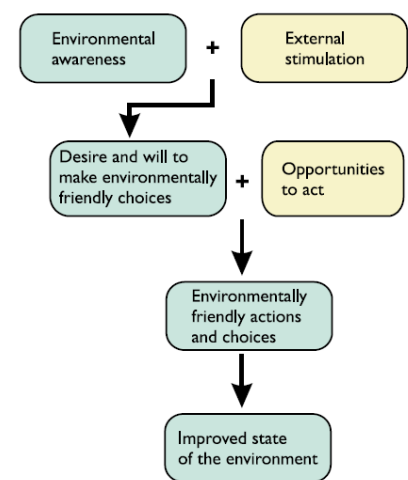 Environmental
awareness
+
External
stimulation
Desire and will to
make environmentally
friendly choices
+
Opportunities
to act
Environmentally
friendly actions
and choices
Improved state
of the environment